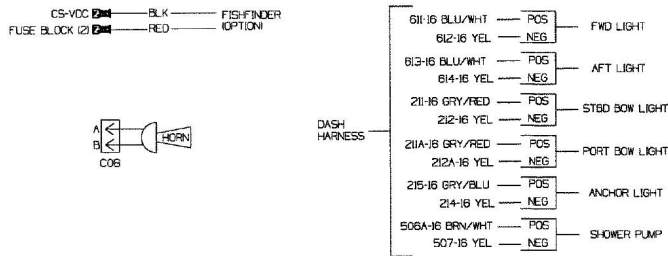 CS-VDC BLK FISHFINDER
FUSE BLOCK (2) RED (OPTION)
A
B
HORN
C08
DASH
HARNESS
611-16 BLU/WHT POS
612-16 YEL NEG
FWD LIGHT
613-16 BLU/WHT POS
614-16 YEL NEG
AFT LIGHT
211-16 GRY/RED POS
212-16 YEL NEG
STBD BOW LIGHT
211A-16 GRY/RED POS
212A-16 YEL NEG
PORT BOW LIGHT
215-16 GRY/BLU POS
214-16 YEL NEG
ANCHOR LIGHT
506A-16 BRN/WHT POS
507-16 YEL NEG
SHOWER PUMP